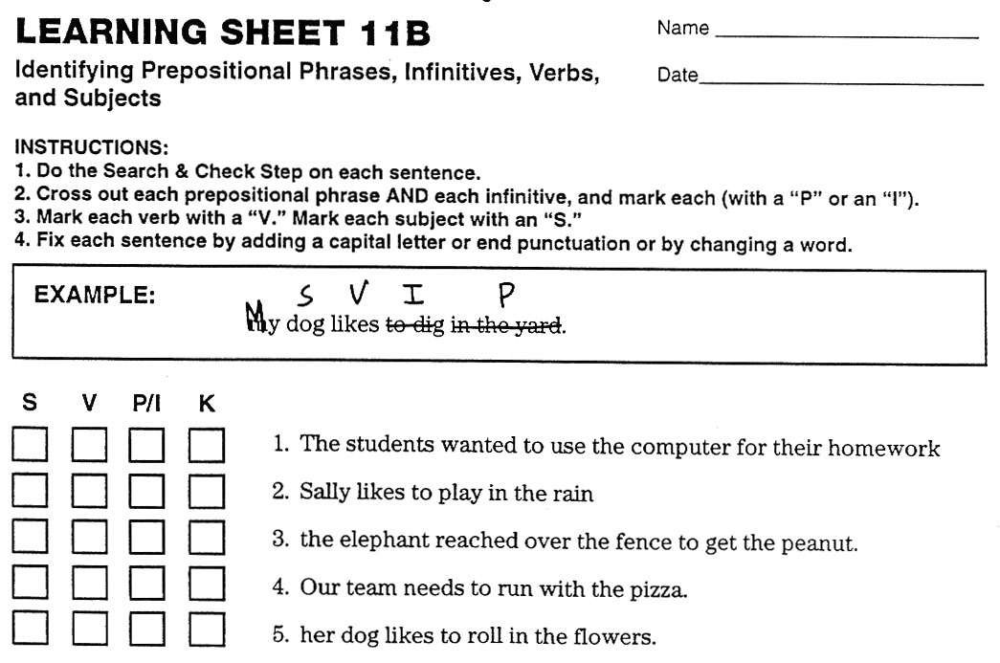 LEARNING SHEET 11B
Name
Identifying Prepositional Phrases, Infinitives, Verbs,
and Subjects
Date
INSTRUCTIONS:
1. Do the Search & Check Step on each sentence.
2. Cross out each prepositional phrase AND each infinitive, and mark each (with a “P” or an “I”).
3. Mark each verb with a “V.” Mark each subject with an “S.”
4. Fix each sentence by adding a capital letter or end punctuation or by changing a word.
EXAMPLE:
S V I P
My dog likes to dig in the yard.
S V P/I K
1. The students wanted to use the computer for their homework
2. Sally likes to play in the rain
3. the elephant reached over the fence to get the peanut.
4. Our team needs to run with the pizza.
5. her dog likes to roll in the flowers.